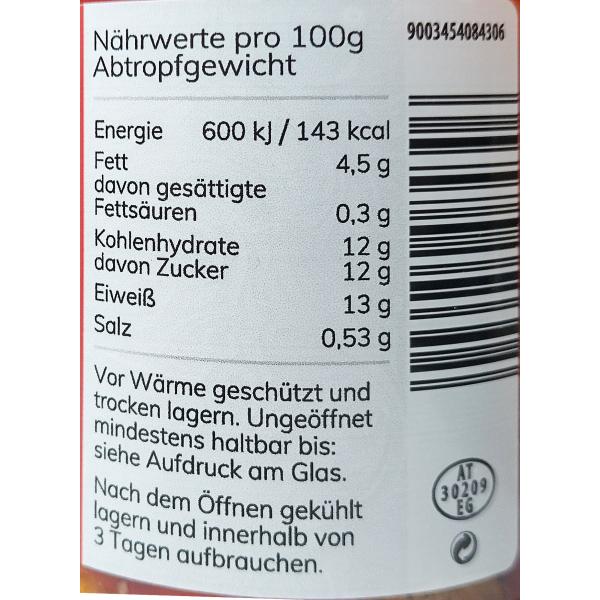 Nährwerte pro 100g
Abtropfgewicht
9003454084306
Energie 600 kJ / 143 kcal
Fett 4,5 g
davon gesättigte
Fettsäuren 0,3 g
Kohlenhydrate 12 g
davon Zucker 12 g
Eiweiß 13 g
Salz 0,53 g
Vor Wärme geschützt und
trocken lagern. Ungeöffnet
mindestens haltbar bis:
siehe Aufdruck am Glas.
Nach dem Öffnen gekühlt
lagern und innerhalb von
3 Tagen aufbrauchen.
AT
30209
EG